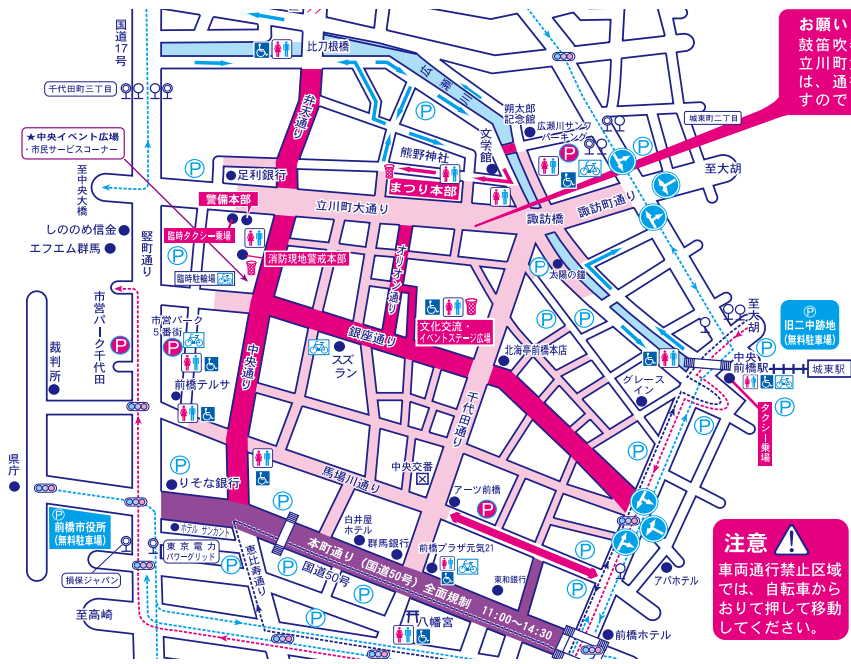 国道17号
比刀根橋
広瀬川
お願い
鼓笛吹
立川町
は、通
すので
千代田町三丁目
弁天通り
朔太郎
記念館
城東町二丁目
★中央イベント広場
・市民サービスコーナー
文学館
広瀬川サンワ
パーキング
熊野神社
至中央大橋
足利銀行
まつり本部
至大胡
警備本部
立川町大通り
諏訪橋
諏訪町通り
しののめ信金
エフエム群馬
竪町通り
臨時タクシー乗場
消防現地警戒本部
オリオン通り
太陽の鐘
臨時駐輪場
市営パーク千代田
市営パーク
5番街
文化交流・
イベントステージ広場
至大胡
旧二中跡地
(無料駐車場)
裁判所
中央通り
銀座通り
スズ
ラン
北海亭前橋本店
中央
前橋駅
城東駅
前橋テルサ
グレース
イン
千代田通り
タクシー乗場
県庁
りそな銀行
馬場川通り
中央交番
アーツ前橋
前橋市役所
(無料駐車場)
ホテル サンカント
白井屋
ホテル
群馬銀行
本町通り(国道50号)全面規制 11:00〜14:30
東京電力
パワーグリッド
恵比寿通り
国道50号
前橋プラザ元気21
東和銀行
アパホテル
損保ジャパン
至高崎
八幡宮
前橋ホテル
注意
車両通行禁止区域
では、自転車から
おりて押して移動
してください。